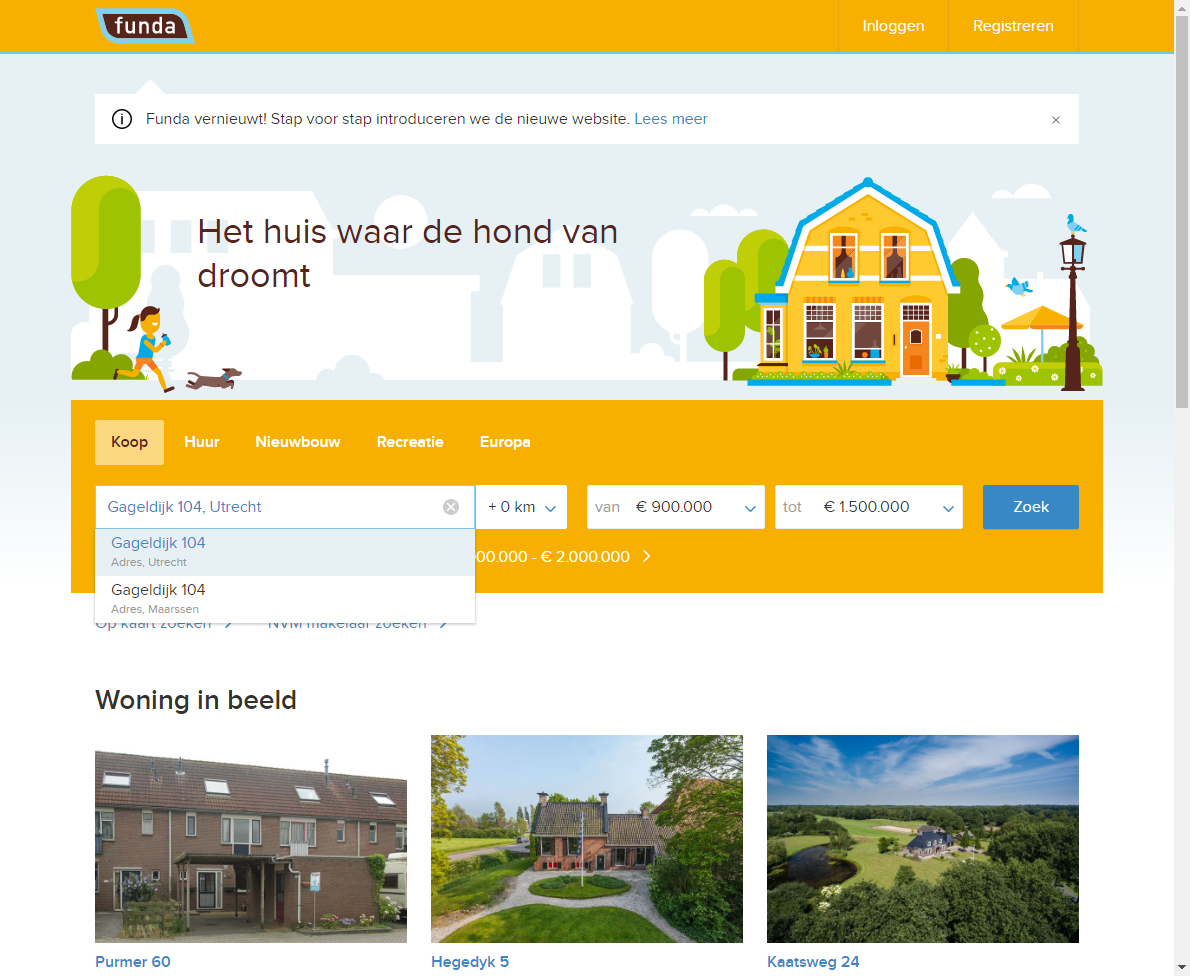 funda
Inloggen
Registreren
Funda vernieuwt! Stap voor stap introduceren we de nieuwe website. Lees meer
Het huis waar de hond van
droomt
Koop
Huur
Nieuwbouw
Recreatie
Europa
Gageldijk 104, Utrecht
+ 0 km
van € 900.000
tot € 1.500.000
Zoek
Gageldijk 104
Adres, Utrecht
00.000 - € 2.000.000
Gageldijk 104
Adres, Maarssen
Op kaart zoeken
NVM makelaar zoeken
Woning in beeld
Purmer 60
Hegedyk 5
Kaatsweg 24